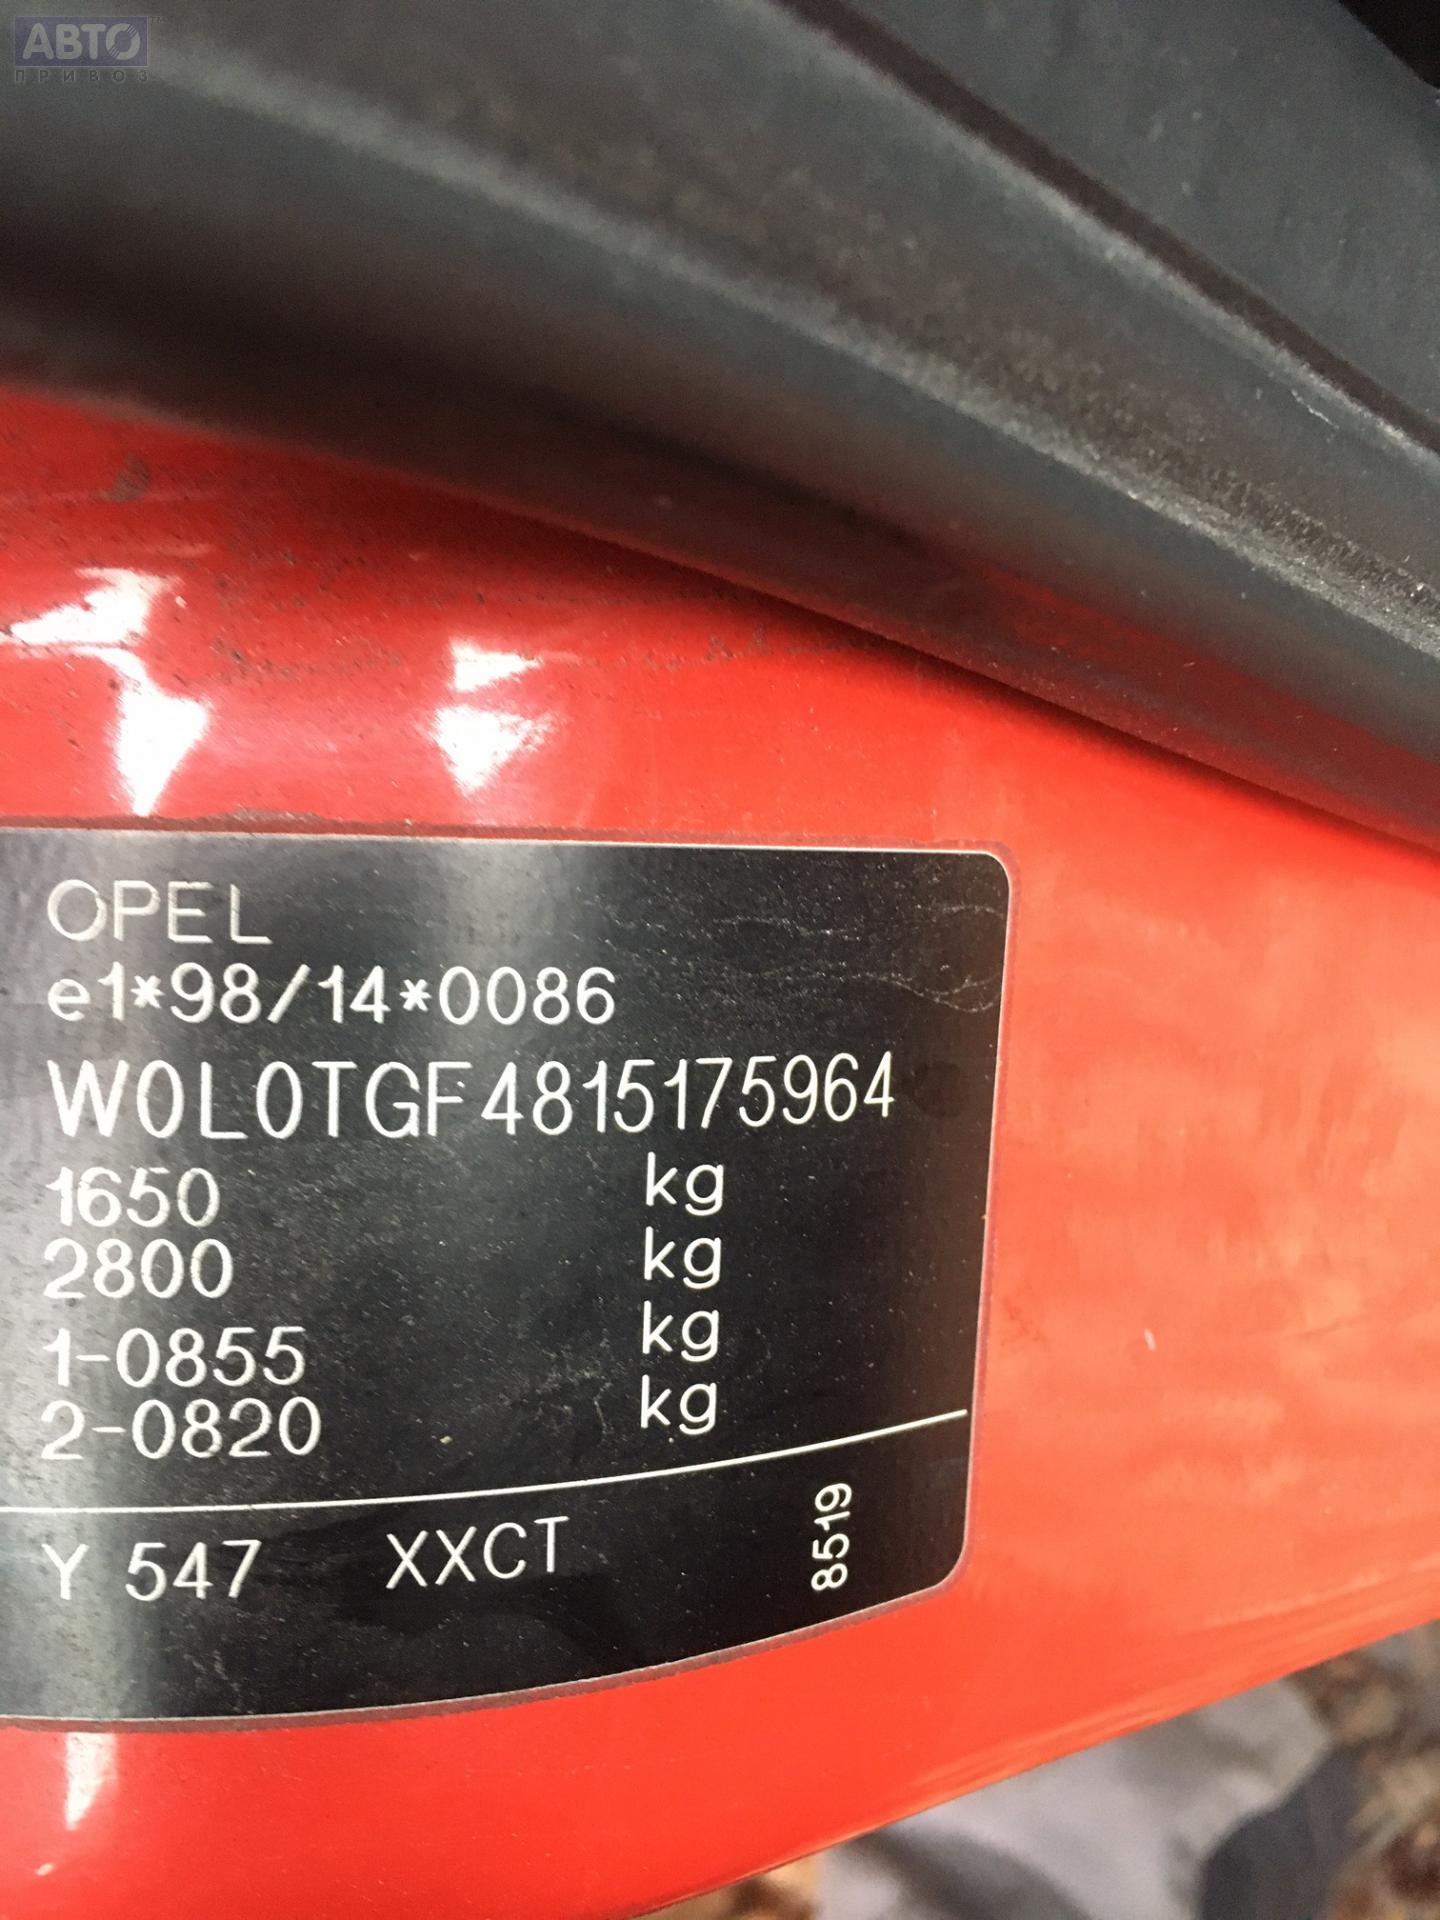 АВТО™
ПРИВОЗ
OPEL
e1*98/14*0086
W0L0TGF4815175964
1650 kg
2800 kg
1-0855 kg
2-0820 kg
Y 547 XXCT 8519